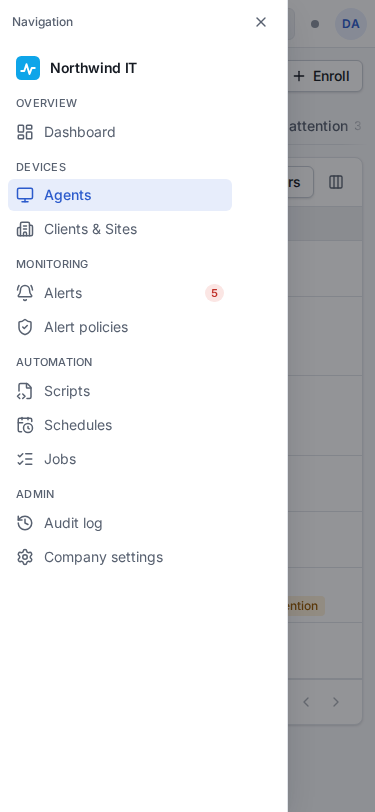 Navigation
DA
Northwind IT
Enroll
OVERVIEW
Dashboard
attention 3
DEVICES
Agents
Clients & Sites
MONITORING
Alerts 5
Alert policies
AUTOMATION
Scripts
Schedules
Jobs
ADMIN
Audit log
Company settings